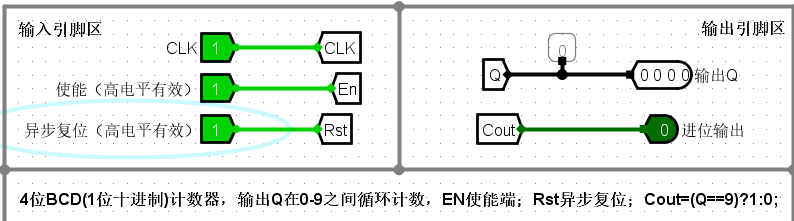 输入引脚区
CLK 1 CLK
使能（高电平有效） 1 En
异步复位（高电平有效） 1 Rst
输出引脚区
0
Q 0 0 0 0 输出Q
Cout 0 进位输出
4位BCD(1位十进制)计数器，输出Q在0-9之间循环计数，EN使能端；Rst异步复位；Cout=(Q==9)?1:0;